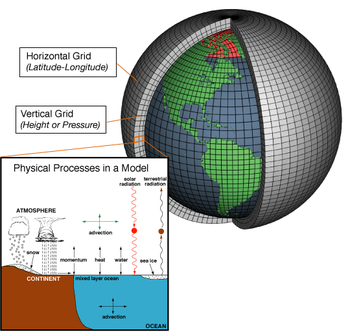 Horizontal Grid
(Latitude-Longitude)
Vertical Grid
(Height or Pressure)
Physical Processes in a Model
solar terrestrial
radiation radiation
ATMOSPHERE
advection
snow
momentum heat water sea ice
CONTINENT mixed layer ocean
advection
OCEAN